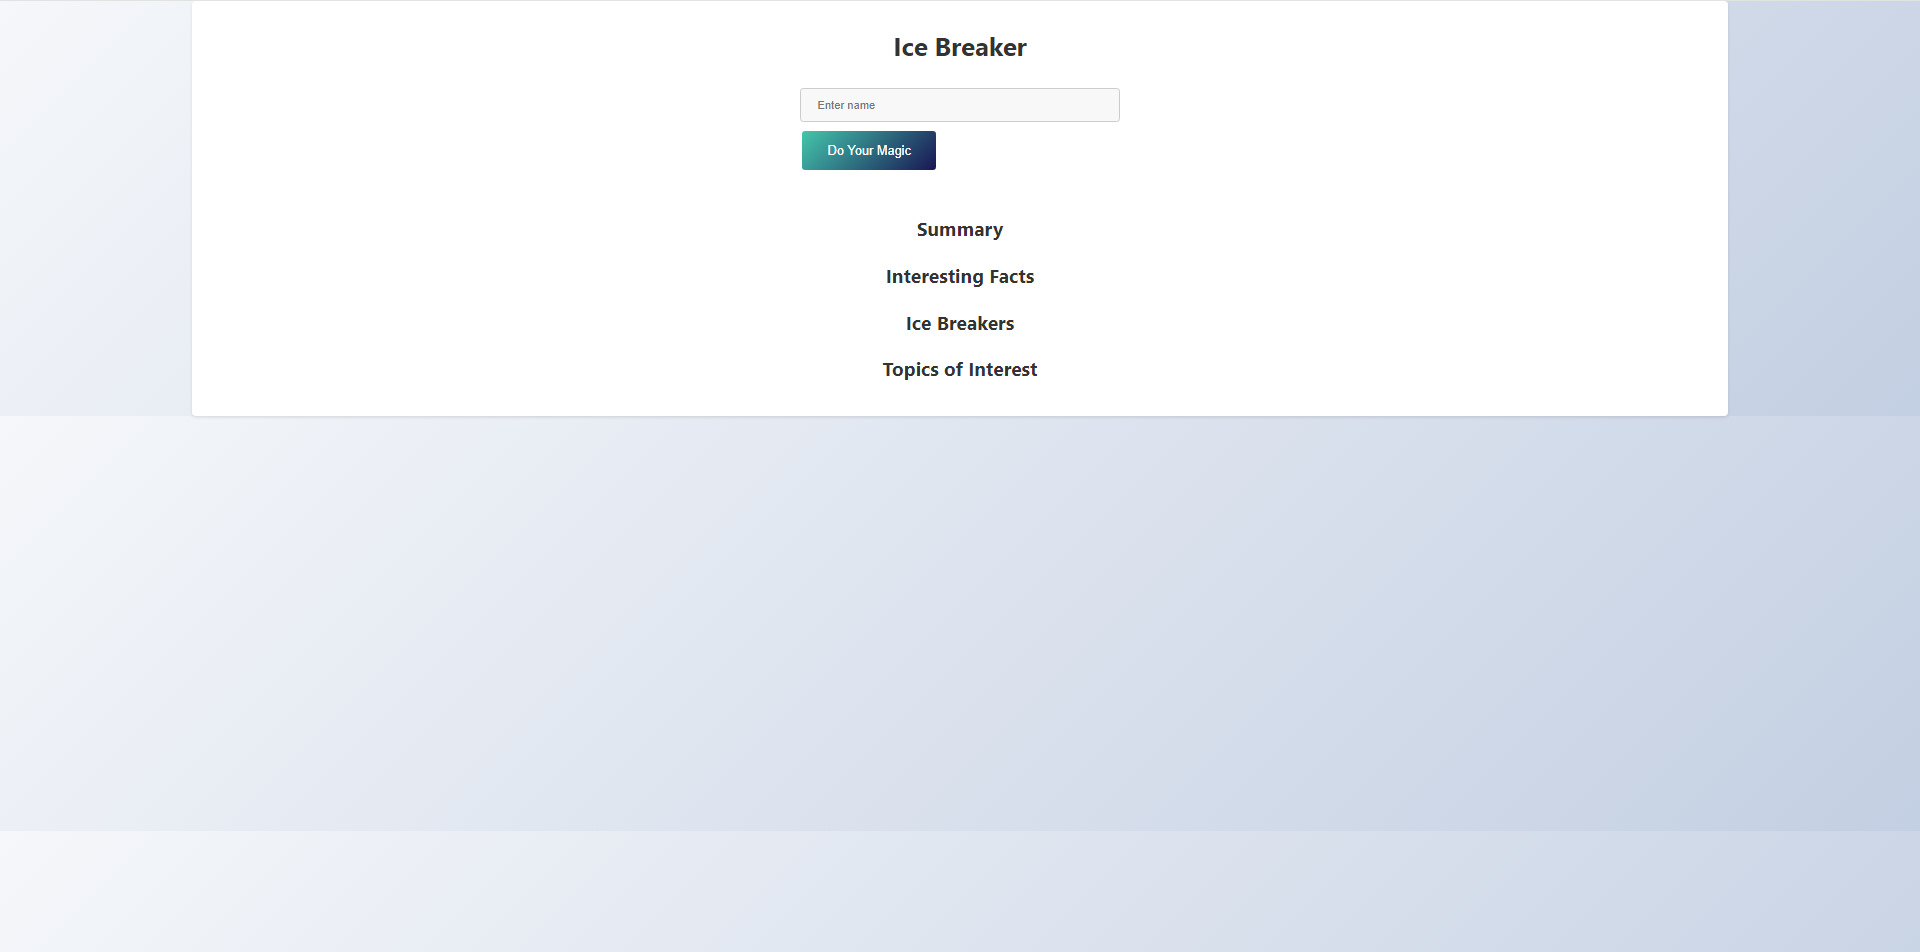 Ice Breaker
Enter name
Do Your Magic
Summary
Interesting Facts
Ice Breakers
Topics of Interest